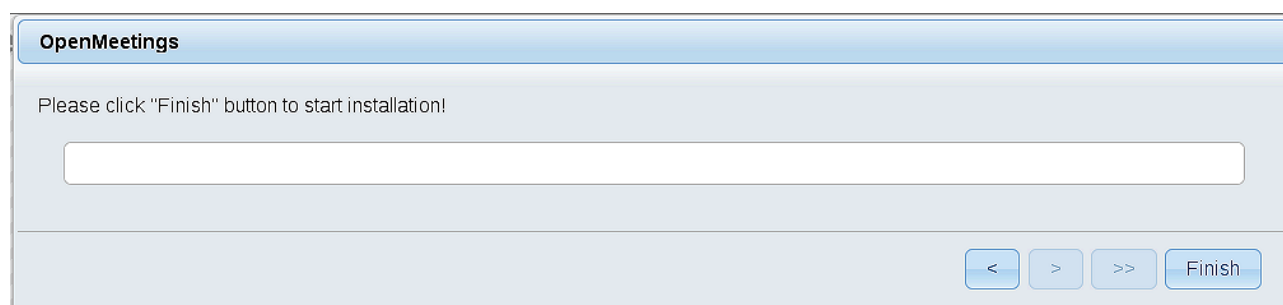 OpenMeetings
Please click "Finish" button to start installation!
< > >> Finish